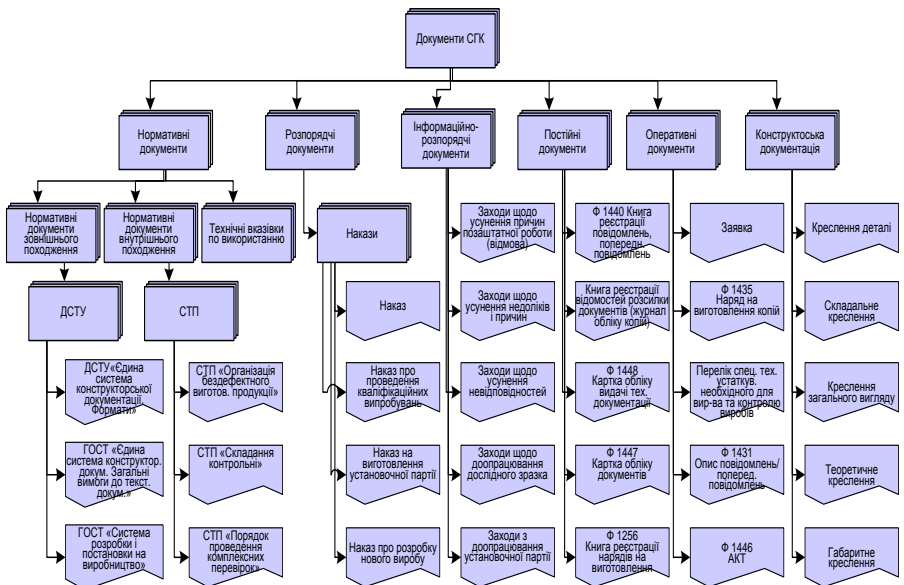 Документи СГК
Нормативні
документи
Розпорядчі
документи
Інформаційно-
розпорядчі
документи
Постійні
документи
Оперативні
документи
Конструктоська
документація
Нормативні
документи
зовнішнього
походження
Нормативні
документи
внутрішнього
походження
Технічні вказівки
по використанню
Накази
ДСТУ
СТП
ДСТУ«Єдина
система
конструкторської
документації.
Формати»
ГОСТ «Єдина
система конструктор.
докум. Загальні
вимоги до текст.
докум.»
ГОСТ «Система
розробки і
постановки на
виробництво»
СТП «Організація
бездефектного
виготов. продукції»
СТП «Складання
контрольні»
СТП «Порядок
проведення
комплексних
перевірок»
Наказ
Наказ про
проведення
кваліфікаційних
випробувань
Наказ на
виготовлення
установочної партії
Наказ про розробку
нового виробу
Заходи щодо
усунення причин
позаштатної роботи
(відмова)
Заходи щодо
усунення недоліків
і причин
Заходи щодо
усунення
невідповідностей
Заходи щодо
доопрацювання
дослідного зразка
Заходи з
доопрацювання
установочної партії
Ф 1440 Книга
реєстрації
повідомлень,
попередн.
повідомлень
Книга реєстрації
відомостей розсилки
документів (журнал
обліку копій)
Ф 1448
Картка обліку
видачі тех.
документації
Ф 1447
Картка обліку
документів
Ф 1256
Книга реєстрації
нарядів на
виготовлення
Заявка
Ф 1435
Наряд на
виготовлення копій
Перелік спец. тех.
устаткув.
необхідного для
вир-ва та контролю
виробів
Ф 1431
Опис повідомлень/
поперед.
повідомлень
Ф 1446
АКТ
Креслення деталі
Складальне
креслення
Креслення
загального вигляду
Теоретичне
креслення
Габаритне
креслення